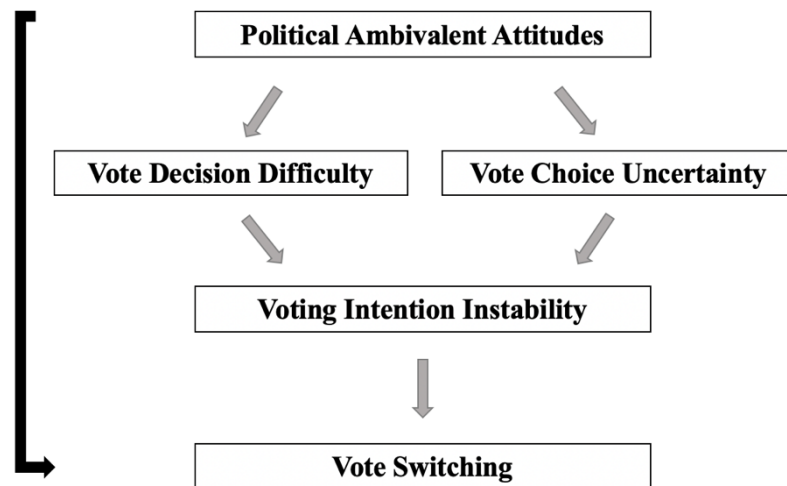 Political Ambivalent Attitudes
Vote Decision Difficulty
Vote Choice Uncertainty
Voting Intention Instability
Vote Switching